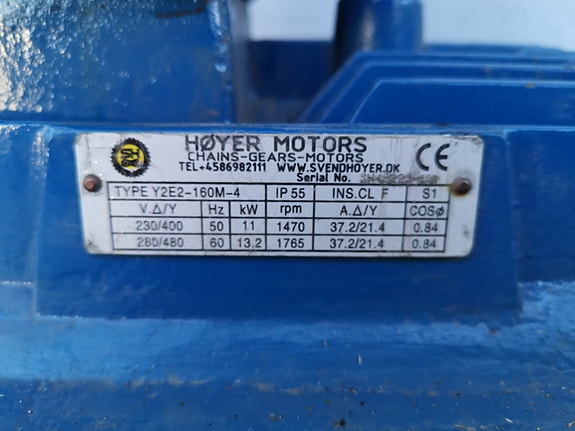 HØYER MOTORS
CHAINS-GEARS-MOTORS
TEL+4586982111 WWW.SVENDHOYER.DK
Serial No.
CE
TYPE Y2E2-160M-4 IP 55 INS.CL F S1
V.Δ/Y Hz kW rpm A.Δ/Y COSø
230/400 50 11 1470 37.2/21.4 0.84
280/480 60 13.2 1765 37.2/21.4 0.84